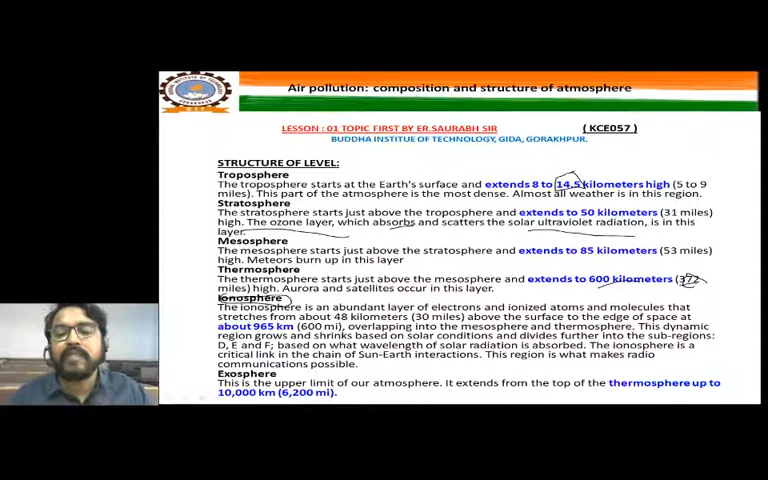 Air pollution: composition and structure of atmosphere
LESSON : 01 TOPIC FIRST BY ER.SAURABH SIR ( KCE057 )
BUDDHA INSTITUE OF TECHNOLOGY, GIDA, GORAKHPUR.
STRUCTURE OF LEVEL:
Troposphere
The troposphere starts at the Earth's surface and extends 8 to 14.5 kilometers high (5 to 9
miles). This part of the atmosphere is the most dense. Almost all weather is in this region.
Stratosphere
The stratosphere starts just above the troposphere and extends to 50 kilometers (31 miles)
high. The ozone layer, which absorbs and scatters the solar ultraviolet radiation, is in this
layer.
Mesosphere
The mesosphere starts just above the stratosphere and extends to 85 kilometers (53 miles)
high. Meteors burn up in this layer
Thermosphere
The thermosphere starts just above the mesosphere and extends to 600 kilometers (372
miles) high. Aurora and satellites occur in this layer.
Ionosphere
The ionosphere is an abundant layer of electrons and ionized atoms and molecules that
stretches from about 48 kilometers (30 miles) above the surface to the edge of space at
about 965 km (600 mi), overlapping into the mesosphere and thermosphere. This dynamic
region grows and shrinks based on solar conditions and divides further into the sub-regions:
D, E and F; based on what wavelength of solar radiation is absorbed. The ionosphere is a
critical link in the chain of Sun-Earth interactions. This region is what makes radio
communications possible.
Exosphere
This is the upper limit of our atmosphere. It extends from the top of the thermosphere up to
10,000 km (6,200 mi).